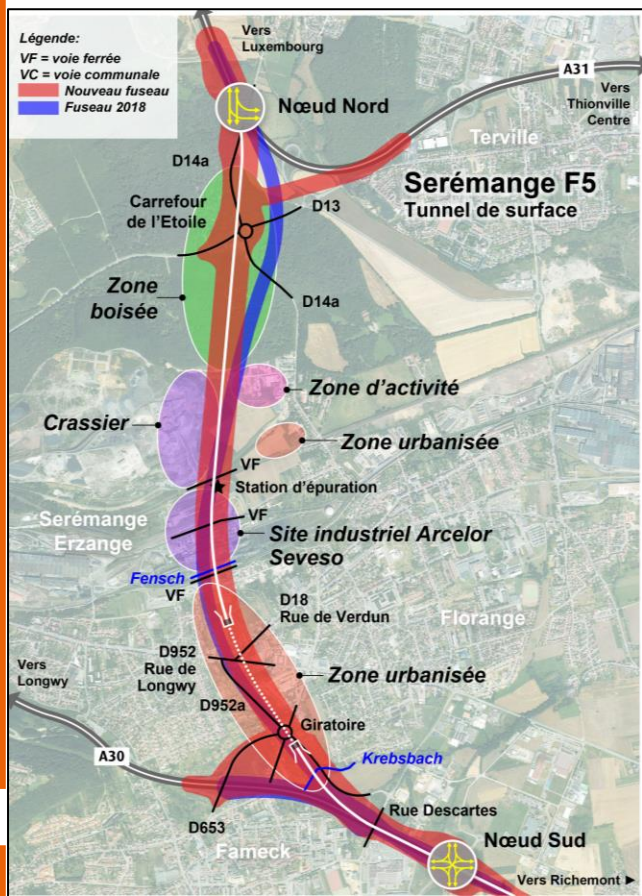 Légende:
VF = voie ferrée
VC = voie communale
Nouveau fuseau
Fuseau 2018
Vers
Luxembourg
A31
Vers
Thionville
Centre
Nœud Nord
Terville
D14a
Serémange F5
Tunnel de surface
Carrefour
de l'Etoile
D13
Zone
boisée
D14a
Zone d'activité
Crassier
Zone urbanisée
VF
Station d'épuration
Serémange
Erzange
VF
Site industriel Arcelor
Seveso
Fensch
VF
D18
Rue de Verdun
Florange
D952
Rue de
Longwy
Vers
Longwy
Zone urbanisée
D952a
Giratoire
A30
Krebsbach
Rue Descartes
D653
Fameck
Nœud Sud
Vers Richemont ►